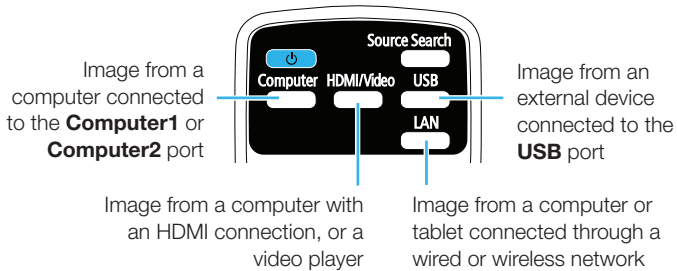 Source Search
Computer HDMI/Video USB
LAN
Image from a
computer connected
to the Computer1 or
Computer2 port
Image from an
external device
connected to the
USB port
Image from a computer with
an HDMI connection, or a
video player
Image from a computer or
tablet connected through a
wired or wireless network